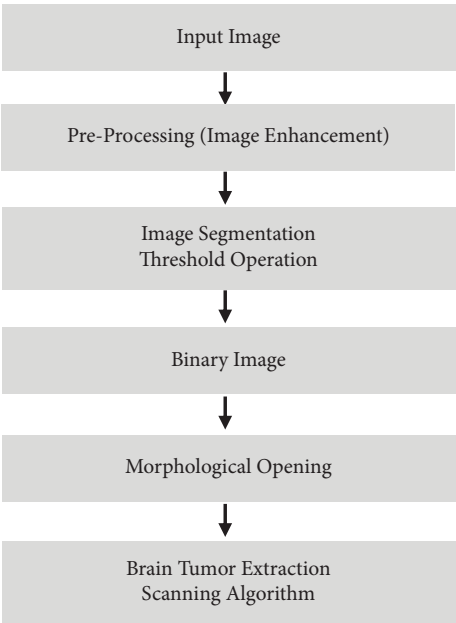 Input Image
Pre-Processing (Image Enhancement)
Image Segmentation
Threshold Operation
Binary Image
Morphological Opening
Brain Tumor Extraction
Scanning Algorithm